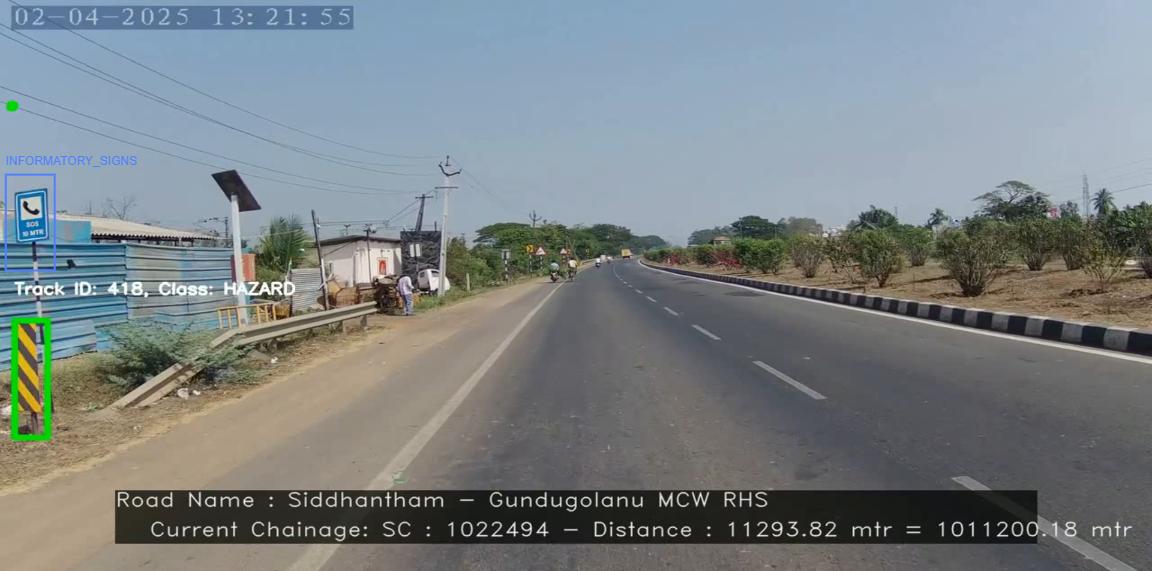 02-04-2025 13:21:55
INFORMATORY_SIGNS
SOS
10 MTR
Track ID: 418, Class: HAZARD
Road Name : Siddhantham - Gundugolanu MCW RHS
Current Chainage: SC : 1022494 - Distance : 11293.82 mtr = 1011200.18 mtr